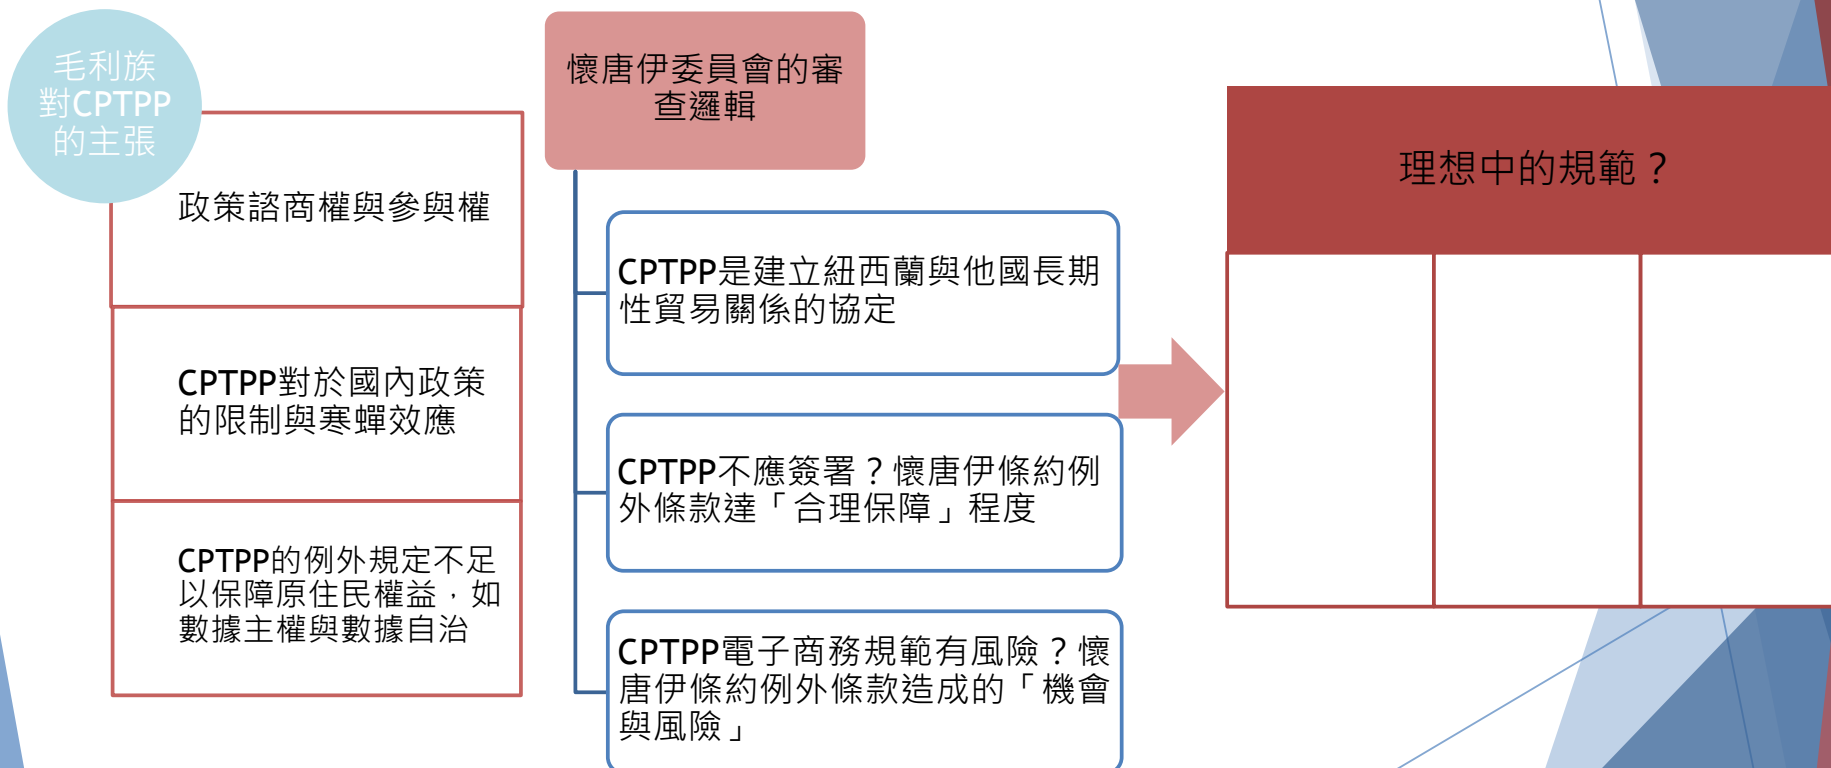 毛利族
對CPTPP
的主張
政策諮商權與參與權
CPTPP對於國內政策
的限制與寒蟬效應
CPTPP的例外規定不足
以保障原住民權益，如
數據主權與數據自治
懷唐伊委員會的審
查邏輯
CPTPP是建立紐西蘭與他國長期
性貿易關係的協定
CPTPP不應簽署？懷唐伊條約例
外條款達「合理保障」程度
CPTPP電子商務規範有風險？懷
唐伊條約例外條款造成的「機會
與風險」
理想中的規範？